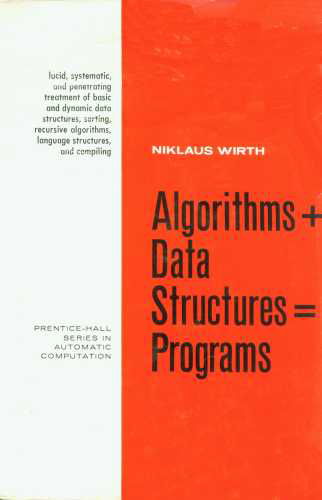 lucid, systematic,
and penetrating
treatment of basic
and dynamic data
structures, sorting,
recursive algorithms,
language structures,
and compiling
NIKLAUS WIRTH
Algorithms +
Data
Structures =
Programs
PRENTICE-HALL
SERIES IN
AUTOMATIC
COMPUTATION